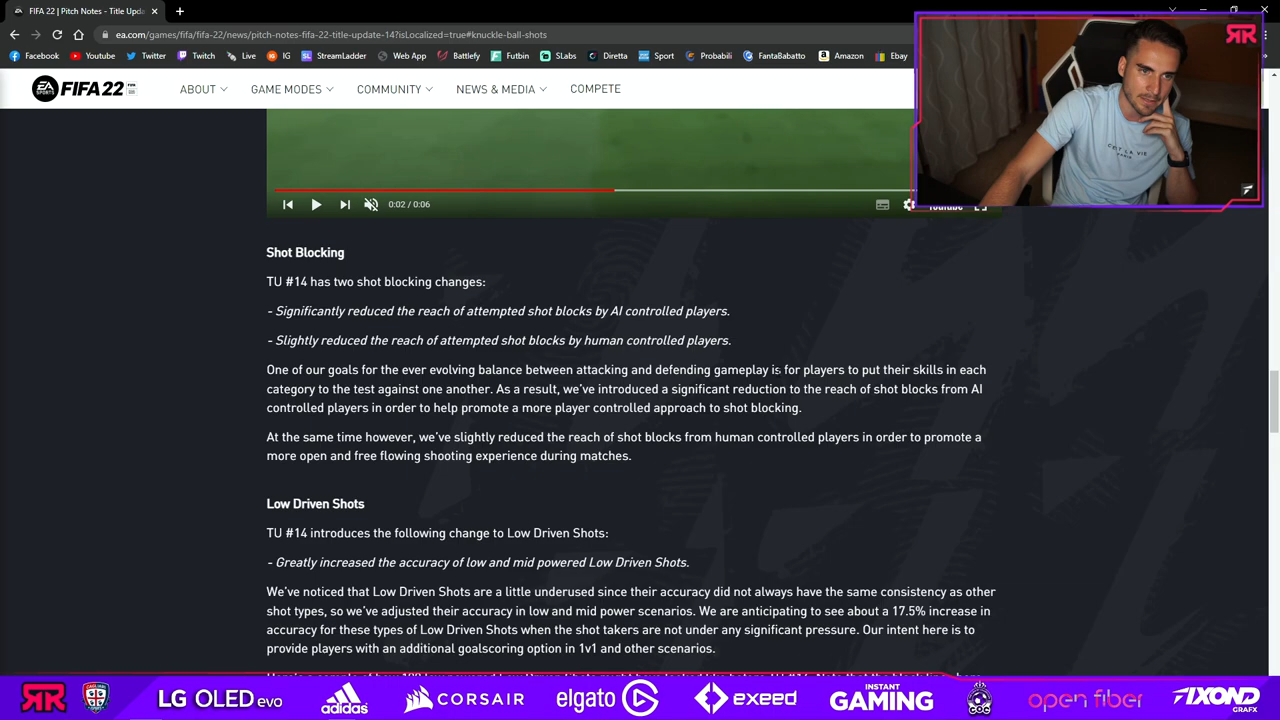 FIFA 22 | Pitch Notes - Title Upda
ea.com/games/fifa/fifa-22/news/pitch-notes-fifa-22-title-update-14?isLocalized=true#knuckle-ball-shots
Facebook Youtube Twitter Twitch Live IG StreamLadder Web App Battlefy Futbin SLabs Diretta Sport Probabili FantaBabatto Amazon Ebay
EA SPORTS FIFA 22 ABOUT GAME MODES COMMUNITY NEWS & MEDIA COMPETE
RR
C'EST LA VIE
PARIS
0:02 / 0:06
Shot Blocking
TU #14 has two shot blocking changes:
- Significantly reduced the reach of attempted shot blocks by AI controlled players.
- Slightly reduced the reach of attempted shot blocks by human controlled players.
One of our goals for the ever evolving balance between attacking and defending gameplay is for players to put their skills in each
category to the test against one another. As a result, we've introduced a significant reduction to the reach of shot blocks from AI
controlled players in order to help promote a more player controlled approach to shot blocking.
At the same time however, we've slightly reduced the reach of shot blocks from human controlled players in order to promote a
more open and free flowing shooting experience during matches.
Low Driven Shots
TU #14 introduces the following change to Low Driven Shots:
- Greatly increased the accuracy of low and mid powered Low Driven Shots.
We've noticed that Low Driven Shots are a little underused since their accuracy did not always have the same consistency as other
shot types, so we've adjusted their accuracy in low and mid power scenarios. We are anticipating to see about a 17.5% increase in
accuracy for these types of Low Driven Shots when the shot takers are not under any significant pressure. Our intent here is to
provide players with an additional goalscoring option in 1v1 and other scenarios.
RR LG OLED evo adidas CORSAIR elgato exeed INSTANT GAMING COC open fiber FIXOND GRAFX